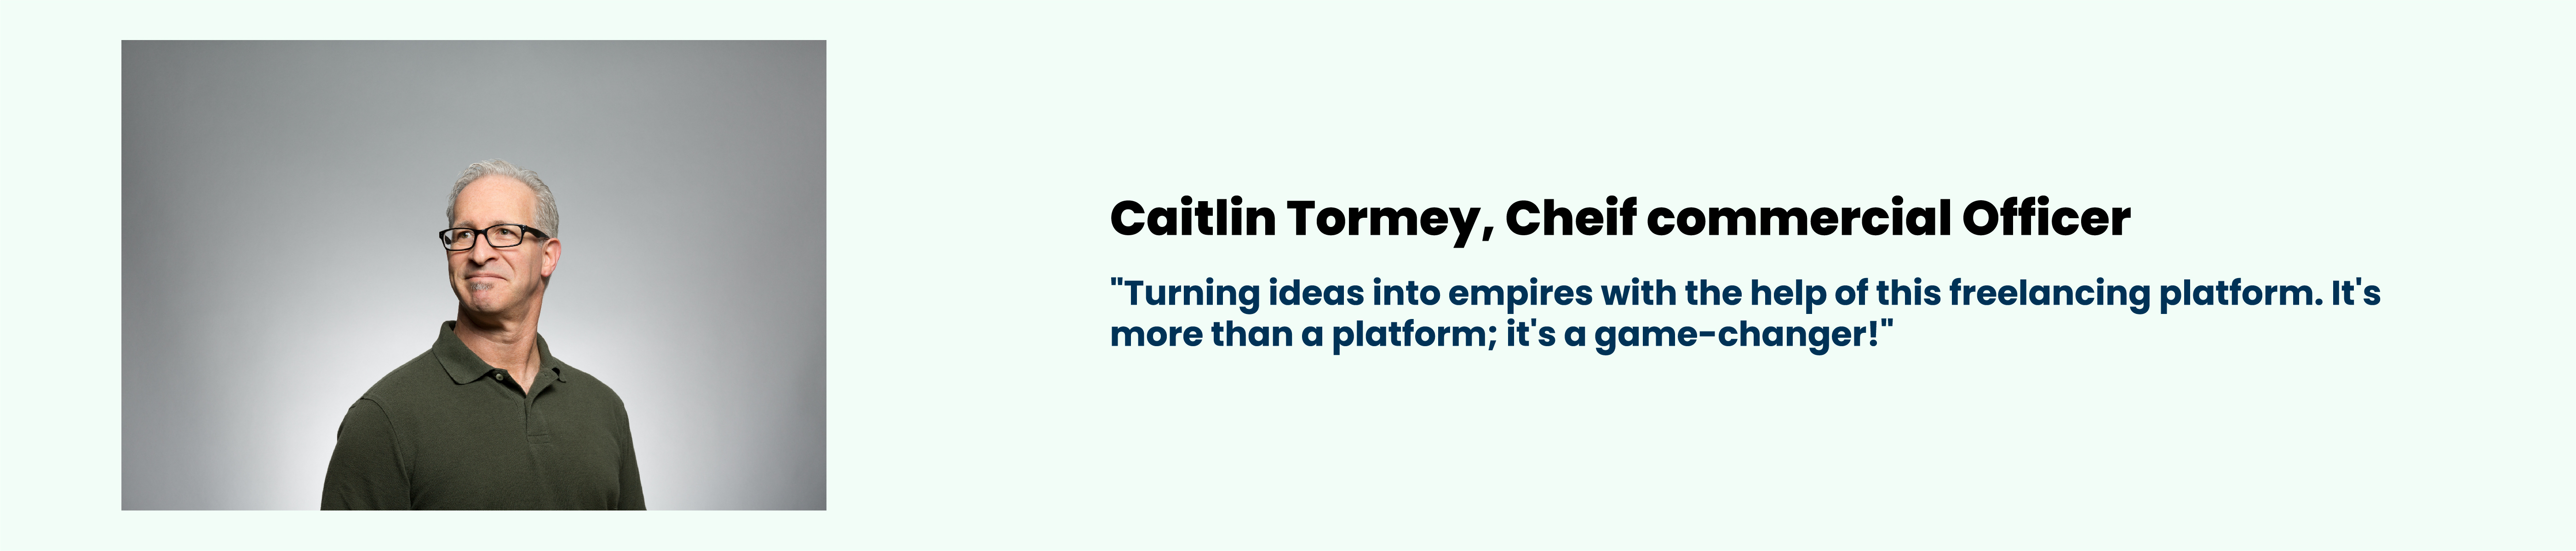 Caitlin Tormey, Cheif commercial Officer
"Turning ideas into empires with the help of this freelancing platform. It's
more than a platform; it's a game-changer!"